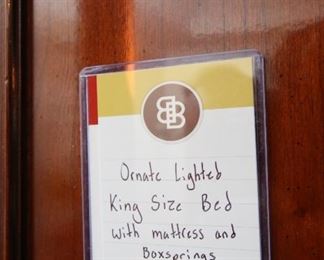 Ornate Lighted
King Size Bed
with mattress and
Boxsprings